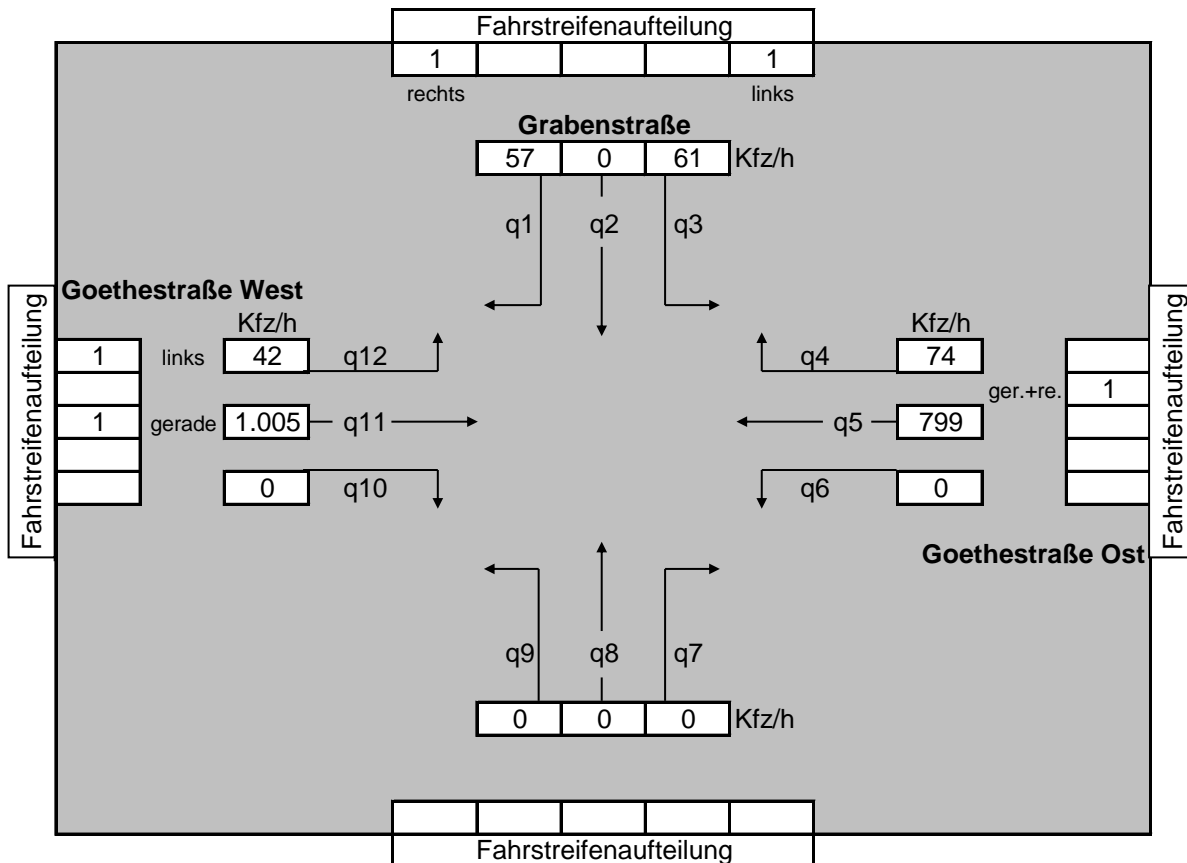 Fahrstreifenaufteilung
1 1
rechts links
Grabenstraße
57 0 61 Kfz/h
q1 q2 q3
Goethestraße West
Fahrstreifenaufteilung
Kfz/h
1 links 42 q12
1 gerade 1.005 q11
0 q10
Kfz/h
q4 74
ger.+re. 1
q5 799
q6 0
Fahrstreifenaufteilung
Goethestraße Ost
q9 q8 q7
0 0 0 Kfz/h
Fahrstreifenaufteilung